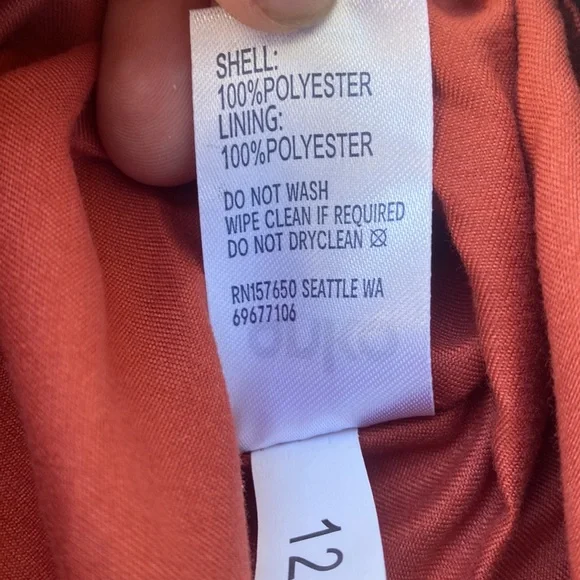 SHELL:
100%POLYESTER
LINING:
100%POLYESTER
DO NOT WASH
WIPE CLEAN IF REQUIRED
DO NOT DRYCLEAN
RN157650 SEATTLE WA
69677106
anko
12